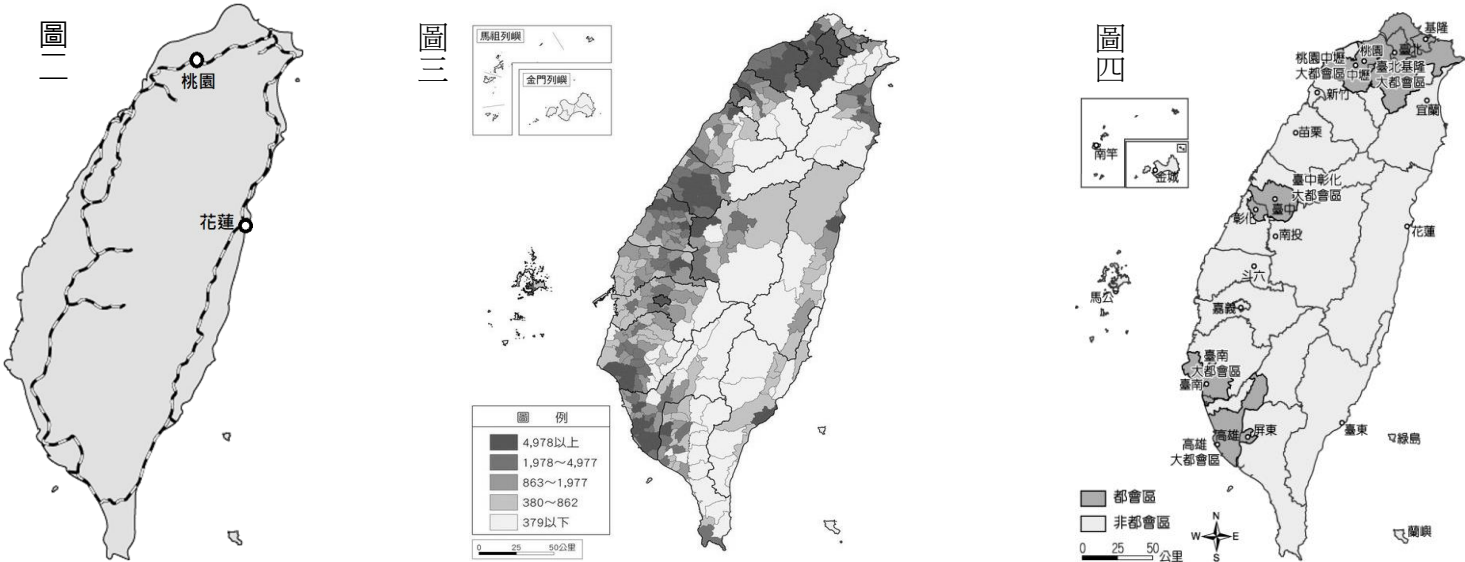 圖二
桃園
花蓮
圖三
馬祖列嶼
金門列嶼
圖 例
4,978以上
1,978～4,977
863～1,977
380～862
379以下
0 25 50公里
圖四
基隆
桃園
臺北
桃園中壢
大都會區
中壢
臺北基隆
大都會區
新竹
宜蘭
苗栗
南竿
金城
臺中彰化
大都會區
臺中
彰化
南投
花蓮
斗六
馬公
嘉義
臺南
大都會區
臺南
高雄
屏東
高雄
大都會區
臺東
綠島
都會區
非都會區
蘭嶼
N
W E
S
0 25 50
公里